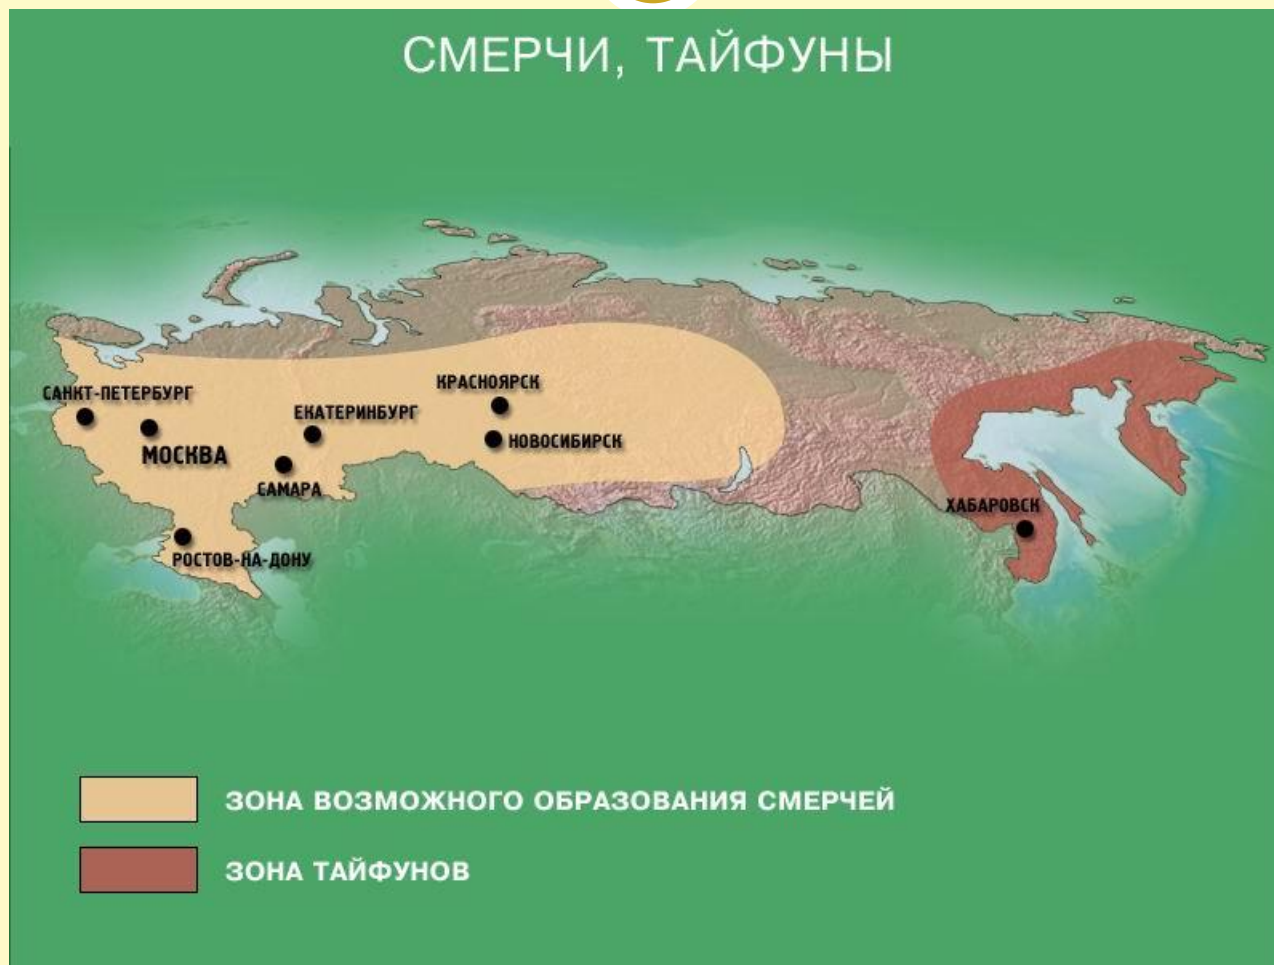 СМЕРЧИ, ТАЙФУНЫ
КРАСНОЯРСК
САНКТ-ПЕТЕРБУРГ
ЕКАТЕРИНБУРГ
НОВОСИБИРСК
МОСКВА
САМАРА
ХАБАРОВСК
РОСТОВ-НА-ДОНУ
ЗОНА ВОЗМОЖНОГО ОБРАЗОВАНИЯ СМЕРЧЕЙ
ЗОНА ТАЙФУНОВ